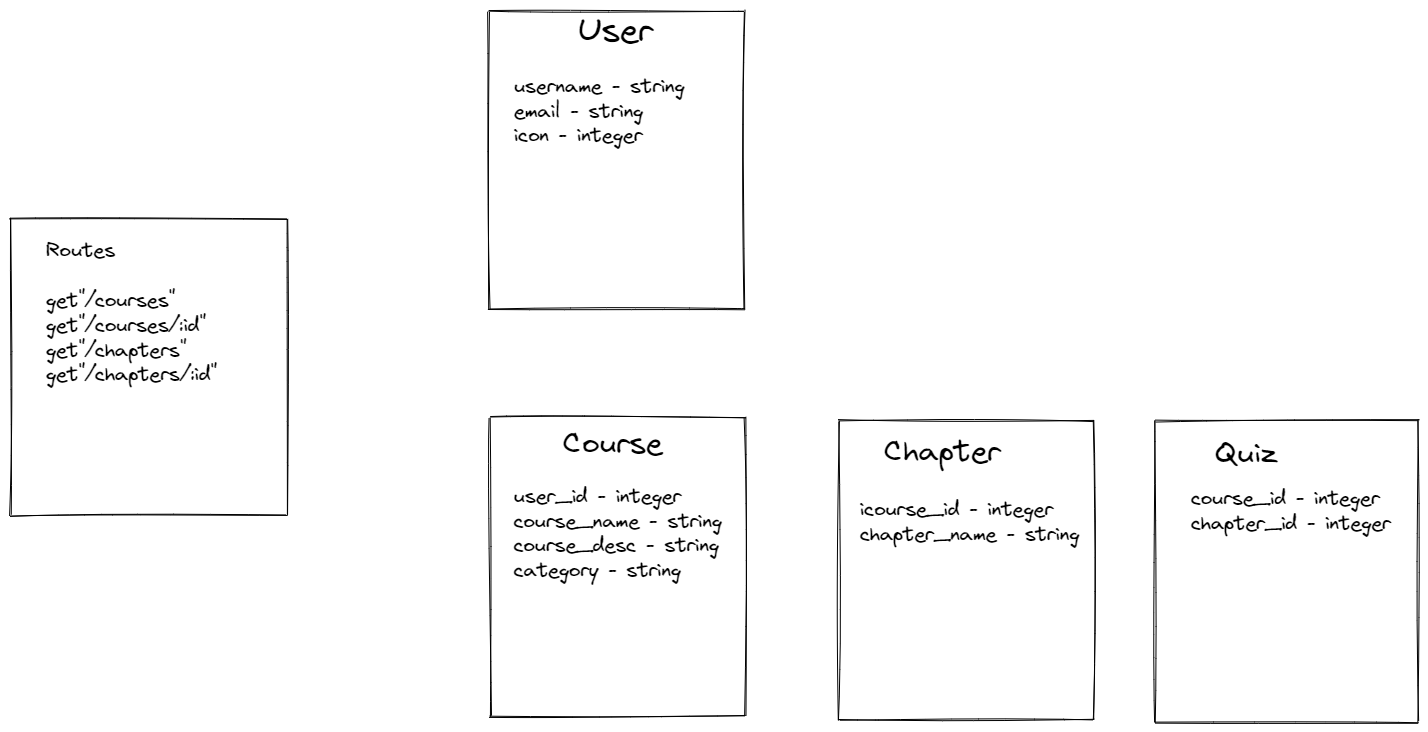 User
username - string
email - string
icon - integer
Routes
get"/courses"
get"/courses/:id"
get"/chapters"
get"/chapters/:id"
Course
user_id - integer
course_name - string
course_desc - string
category - string
Chapter
icourse_id - integer
chapter_name - string
Quiz
course_id - integer
chapter_id - integer